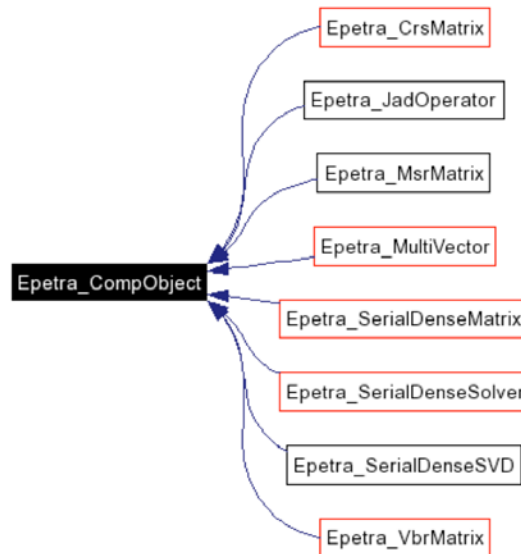 Epetra_CrsMatrix
Epetra_JadOperator
Epetra_MsrMatrix
Epetra_MultiVector
Epetra_CompObject
Epetra_SerialDenseMatrix
Epetra_SerialDenseSolver
Epetra_SerialDenseSVD
Epetra_VbrMatrix